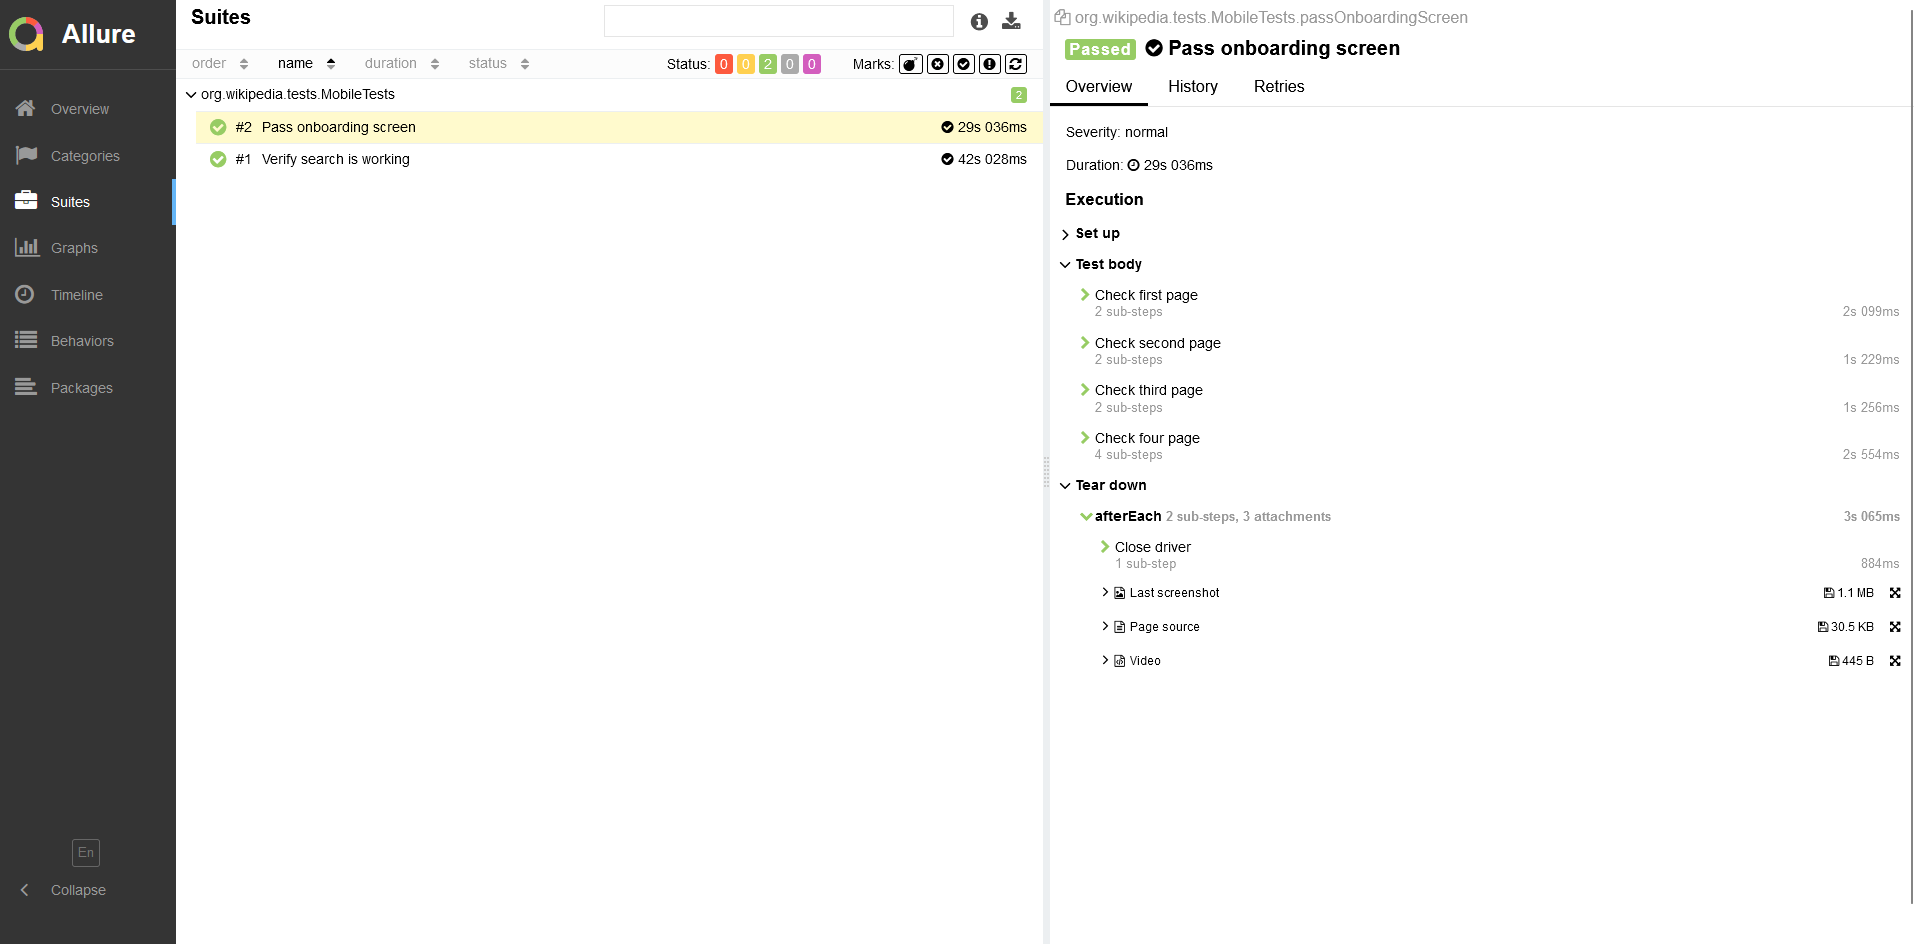 Allure
Overview
Categories
Suites
Graphs
Timeline
Behaviors
Packages
En
Collapse
Suites
order name duration status Status: 0 0 2 0 0 Marks:
org.wikipedia.tests.MobileTests 2
#2 Pass onboarding screen 29s 036ms
#1 Verify search is working 42s 028ms
org.wikipedia.tests.MobileTests.passOnboardingScreen
Passed Pass onboarding screen
Overview History Retries
Severity: normal
Duration: 29s 036ms
Execution
Set up
Test body
Check first page
2 sub-steps 2s 099ms
Check second page
2 sub-steps 1s 229ms
Check third page
2 sub-steps 1s 256ms
Check four page
4 sub-steps 2s 554ms
Tear down
afterEach 2 sub-steps, 3 attachments 3s 065ms
Close driver
1 sub-step 884ms
Last screenshot 1.1 MB
Page source 30.5 KB
Video 445 B